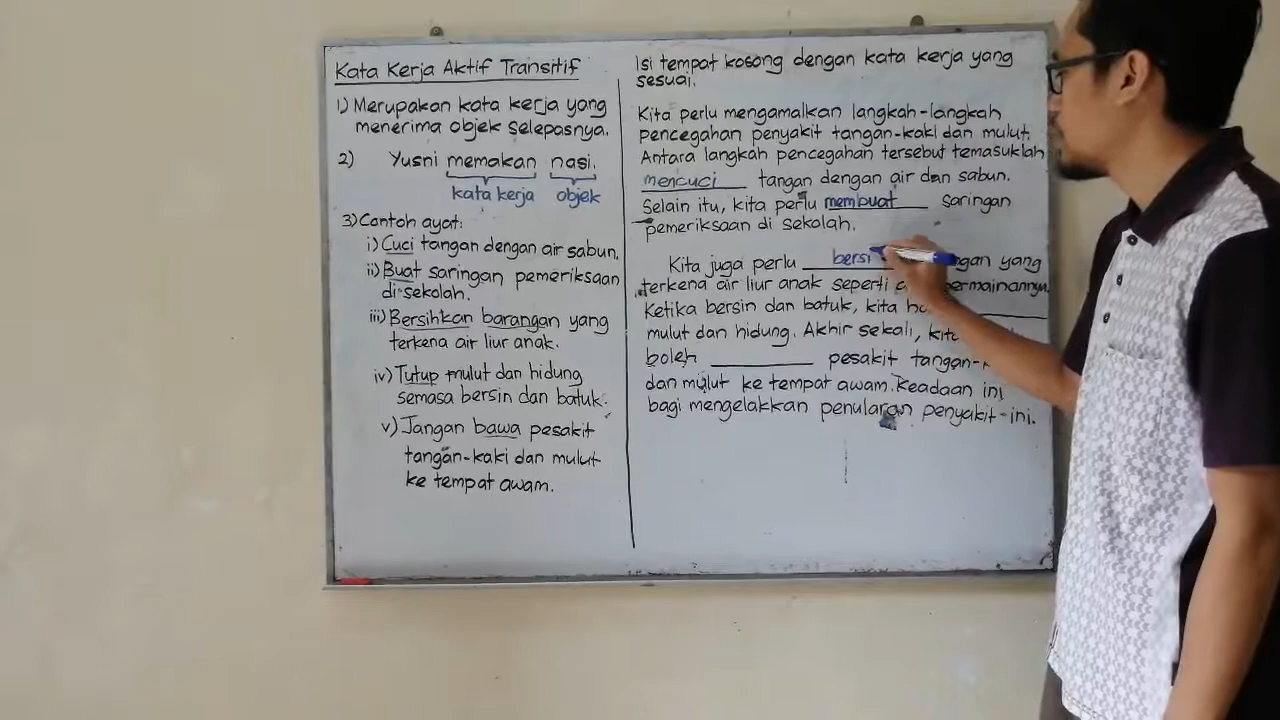 Kata Kerja Aktif Transitif
1) Merupakan kata kerja yang
menerima objek selepasnya.
2) Yusni memakan nasi.
kata kerja objek
3) Contoh ayat:
i) Cuci tangan dengan air sabun.
ii) Buat saringan pemeriksaan
di sekolah.
iii) Bersihkan barangan yang
terkena air liur anak.
iv) Tutup mulut dan hidung
semasa bersin dan batuk.
v) Jangan bawa pesakit
tangan-kaki dan mulut
ke tempat awam.
Isi tempat kosong dengan kata kerja yang
sesuai.
Kita perlu mengamalkan langkah-langkah
pencegahan penyakit tangan-kaki dan mulut.
Antara langkah pencegahan tersebut temasuklah
mencuci tangan dengan air dan sabun.
Selain itu, kita perlu membuat saringan
pemeriksaan di sekolah.
Kita juga perlu bersi yang
terkena air liur anak seperti permainannya.
Ketika bersin dan batuk, kita
mulut dan hidung. Akhir sekali, kita
boleh ________ pesakit tangan-
dan mulut ke tempat awam. Keadaan ini
bagi mengelakkan penularan penyakit-ini.